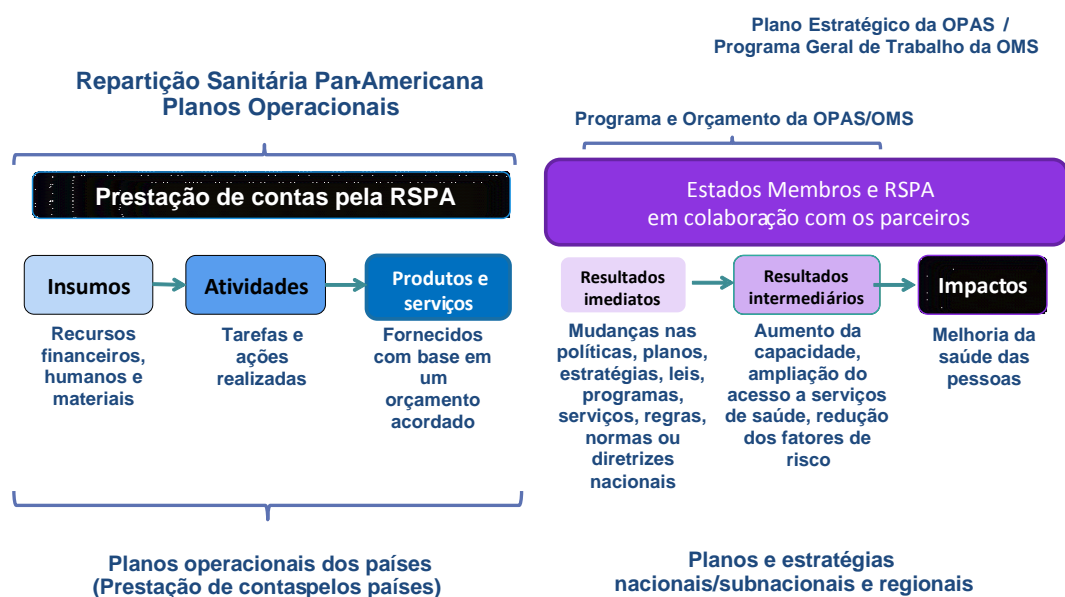 Plano Estratégico da OPAS /
Programa Geral de Trabalho da OMS
Repartição Sanitária Pan-Americana
Planos Operacionais
Programa e Orçamento da OPAS/OMS
Prestação de contas pela RSPA
Estados Membros e RSPA
em colaboração com os parceiros
Insumos
Atividades
Produtos e
serviços
Resultados
imediatos
Resultados
intermediários
Impactos
Recursos
financeiros,
humanos e
materiais
Tarefas e
ações
realizadas
Fornecidos
com base em
um
orçamento
acordado
Mudanças nas
políticas, planos,
estratégias, leis,
programas,
serviços, regras,
normas ou
diretrizes
nacionais
Aumento da
capacidade,
ampliação do
acesso a serviços
de saúde, redução
dos fatores de
risco
Melhoria da
saúde das
pessoas
Planos operacionais dos países
(Prestação de contaspelos países)
Planos e estratégias
nacionais/subnacionais e regionais